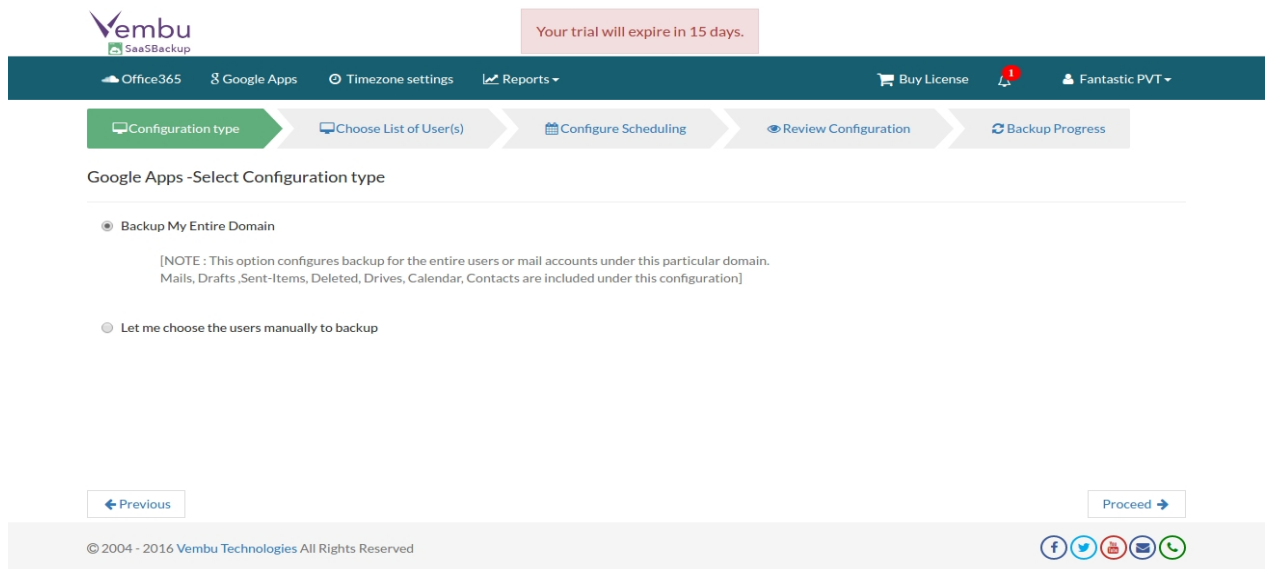 Vembu
SaaSBackup
Your trial will expire in 15 days.
Office365 Google Apps Timezone settings Reports Buy License 1 Fantastic PVT
Configuration type Choose List of User(s) Configure Scheduling Review Configuration Backup Progress
Google Apps -Select Configuration type
Backup My Entire Domain
[NOTE : This option configures backup for the entire users or mail accounts under this particular domain.
Mails, Drafts ,Sent-Items, Deleted, Drives, Calendar, Contacts are included under this configuration]
Let me choose the users manually to backup
Previous Proceed
© 2004 - 2016 Vembu Technologies All Rights Reserved